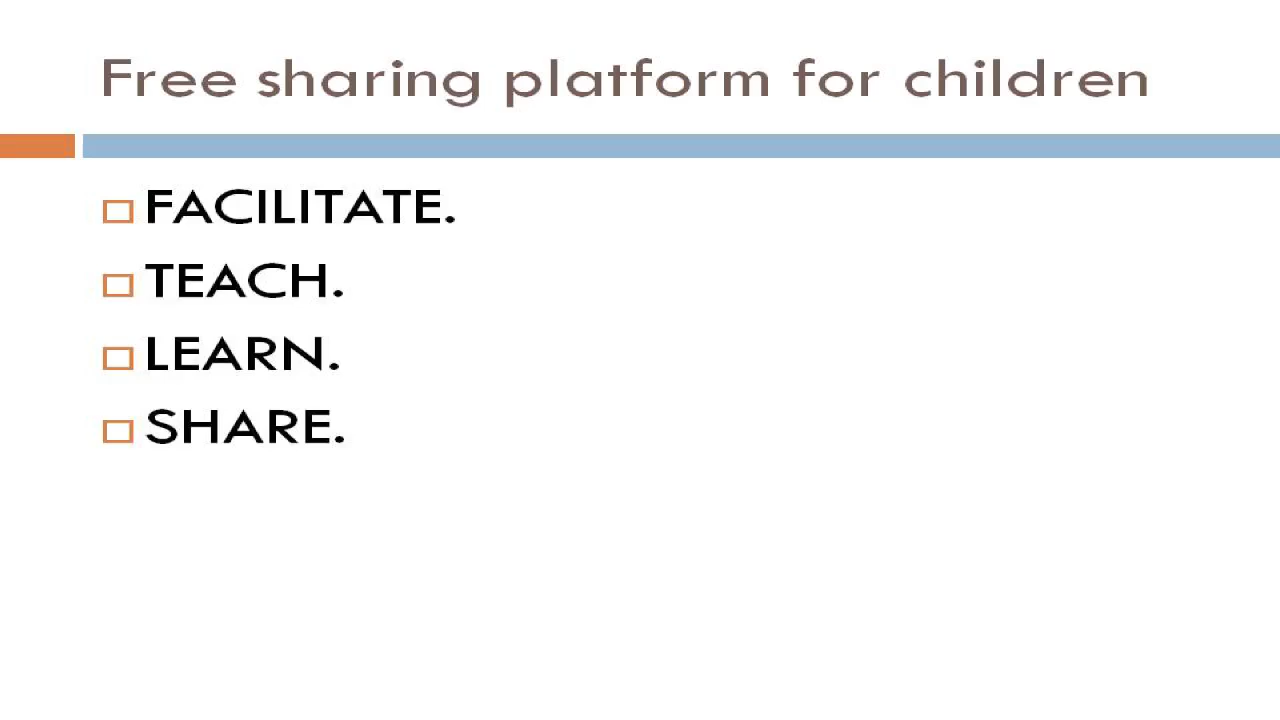 Free sharing platform for children
FACILITATE.
TEACH.
LEARN.
SHARE.